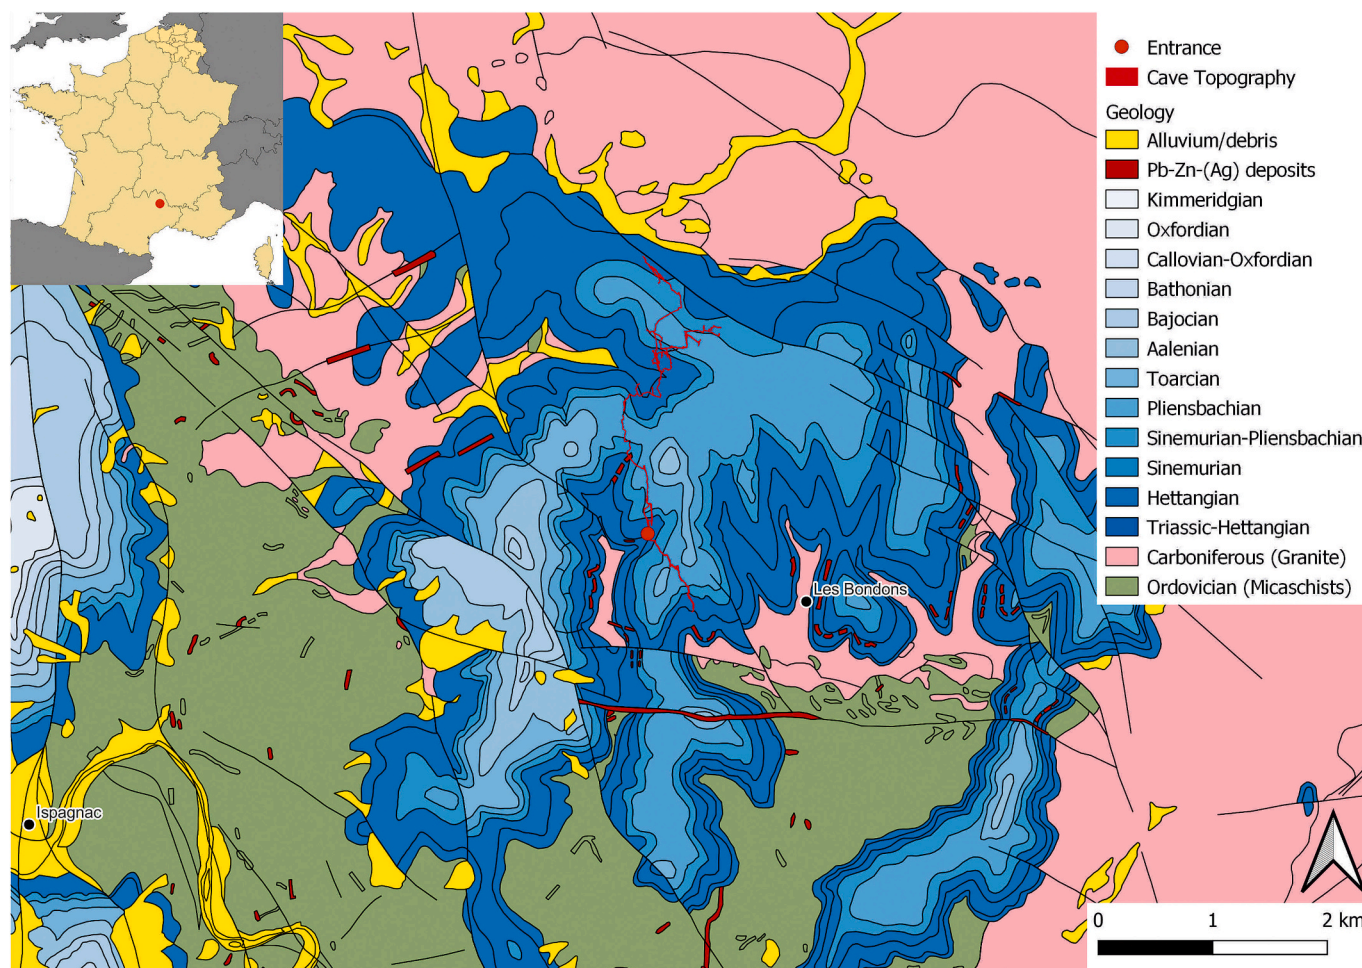 Entrance
Cave Topography
Geology
Alluvium/debris
Pb-Zn-(Ag) deposits
Kimmeridgian
Oxfordian
Callovian-Oxfordian
Bathonian
Bajocian
Aalenian
Toarcian
Pliensbachian
Sinemurian-Pliensbachian
Sinemurian
Hettangian
Triassic-Hettangian
Carboniferous (Granite)
Ordovician (Micaschists)
Les Bondons
Ispagnac
0 1 2 km